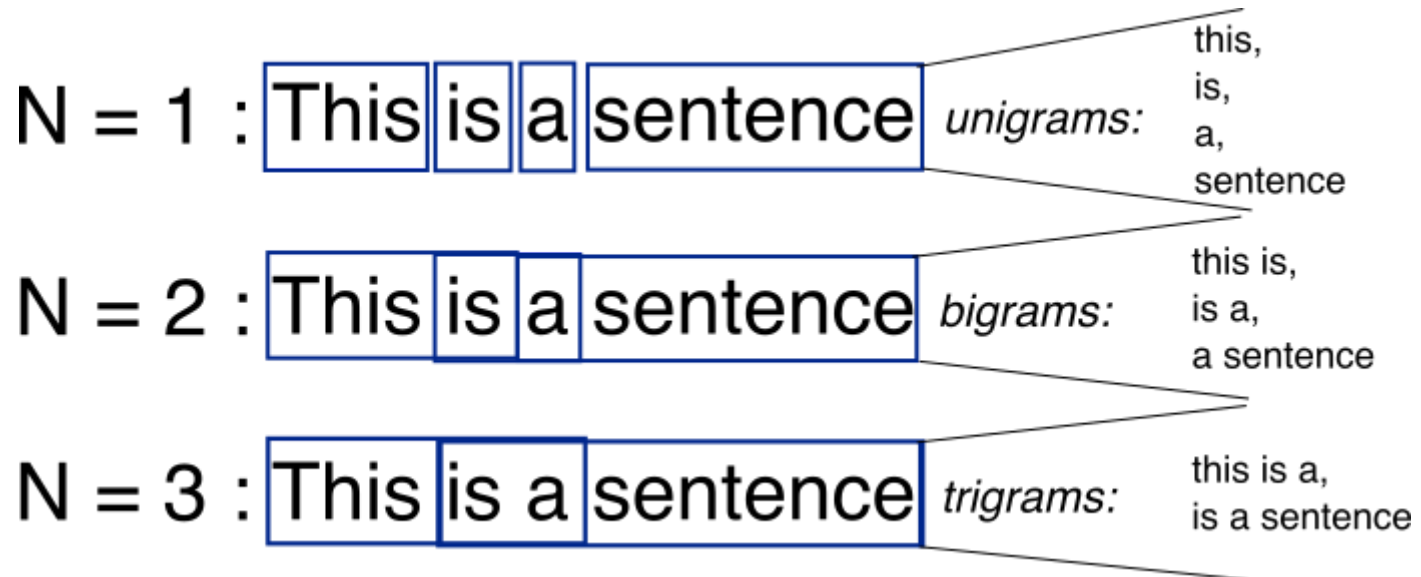 N = 1 : This is a sentence unigrams:
this,
is,
a,
sentence
N = 2 : This is a sentence bigrams:
this is,
is a,
a sentence
N = 3 : This is a sentence trigrams:
this is a,
is a sentence